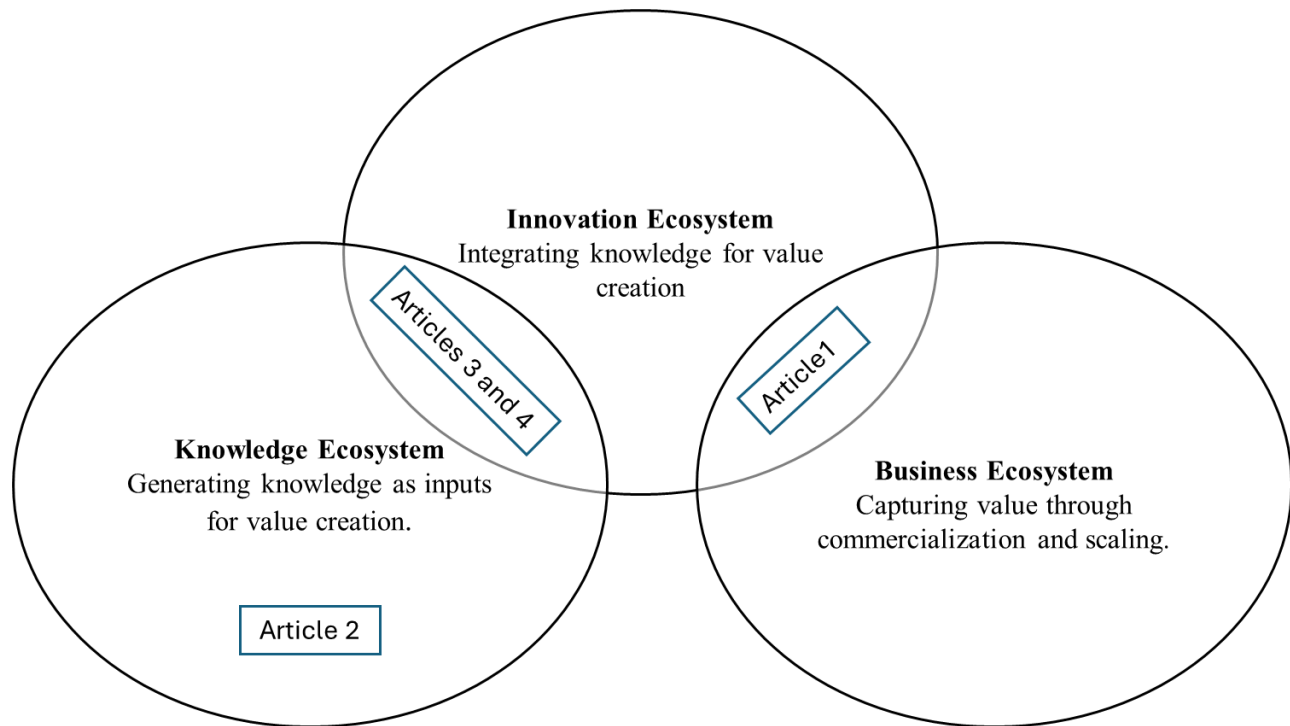 Innovation Ecosystem
Integrating knowledge for value
creation
Articles 3 and 4
Article1
Knowledge Ecosystem
Generating knowledge as inputs
for value creation.
Business Ecosystem
Capturing value through
commercialization and scaling.
Article 2